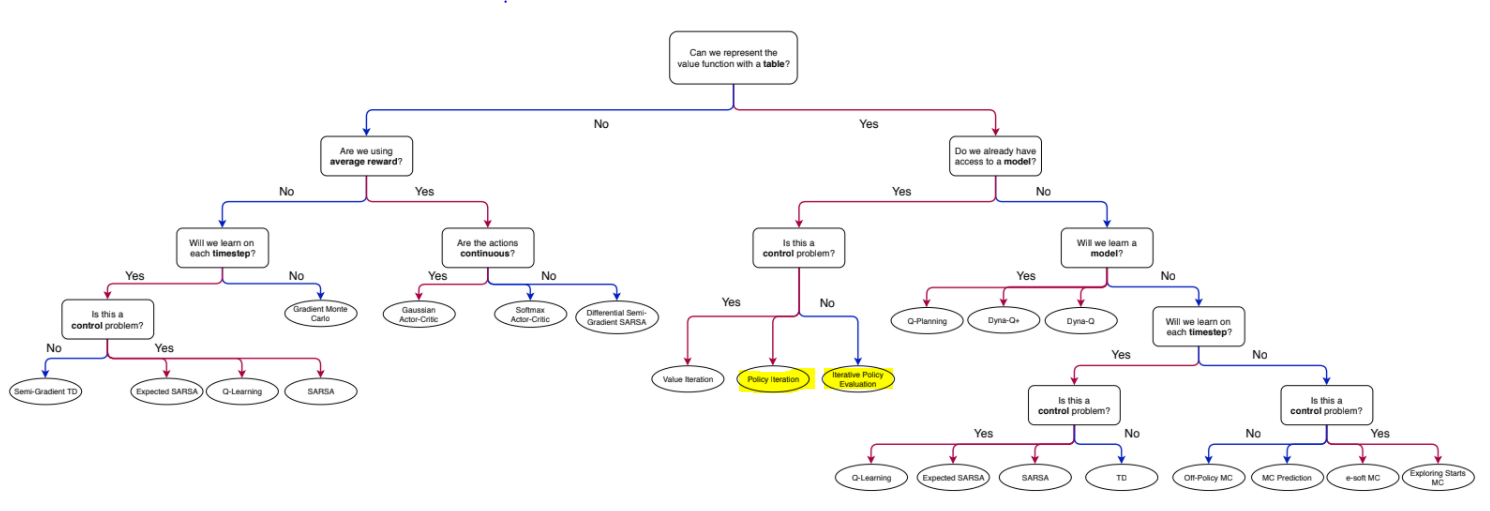 Can we represent the
value function with a table?
No
Yes
Are we using
average reward?
Do we already have
access to a model?
No
Yes
Yes
No
Will we learn on
each timestep?
Are the actions
continuous?
Is this a
control problem?
Will we learn a
model?
Yes
No
Yes
No
Yes
No
Yes
No
Is this a
control problem?
Gradient Monte
Carlo
Gaussian
Actor-Critic
Softmax
Actor-Critic
Differential Semi-
Gradient SARSA
Q-Planning
Dyna-Q+
Dyna-Q
Will we learn on
each timestep?
No
Yes
Yes
No
Semi-Gradient TD
Expected SARSA
Q-Learning
SARSA
Value Iteration
Policy Iteration
Iterative Policy
Evaluation
Is this a
control problem?
Is this a
control problem?
Yes
No
No
Yes
Q-Learning
Expected SARSA
SARSA
TD
Off-Policy MC
MC Prediction
e-soft MC
Exploring Starts
MC